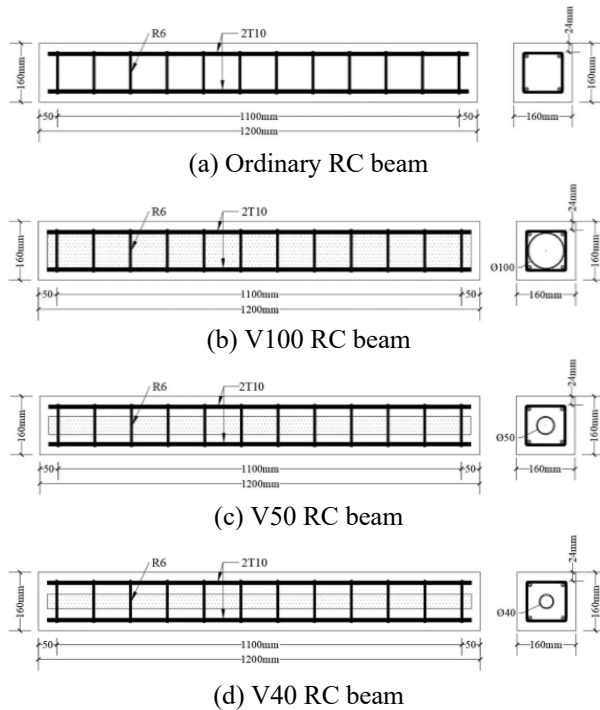 R6 2T10
24mm
160mm
50 1100mm 50 160mm
1200mm
(a) Ordinary RC beam
R6 2T10
24mm
160mm
160mm
Ø100
50 1100mm 50 160mm
1200mm
(b) V100 RC beam
R6 2T10
24mm
160mm
160mm
Ø50
50 1100mm 50 160mm
1200mm
(c) V50 RC beam
R6 2T10
24mm
160mm
160mm
Ø40
50 1100mm 50 160mm
1200mm
(d) V40 RC beam